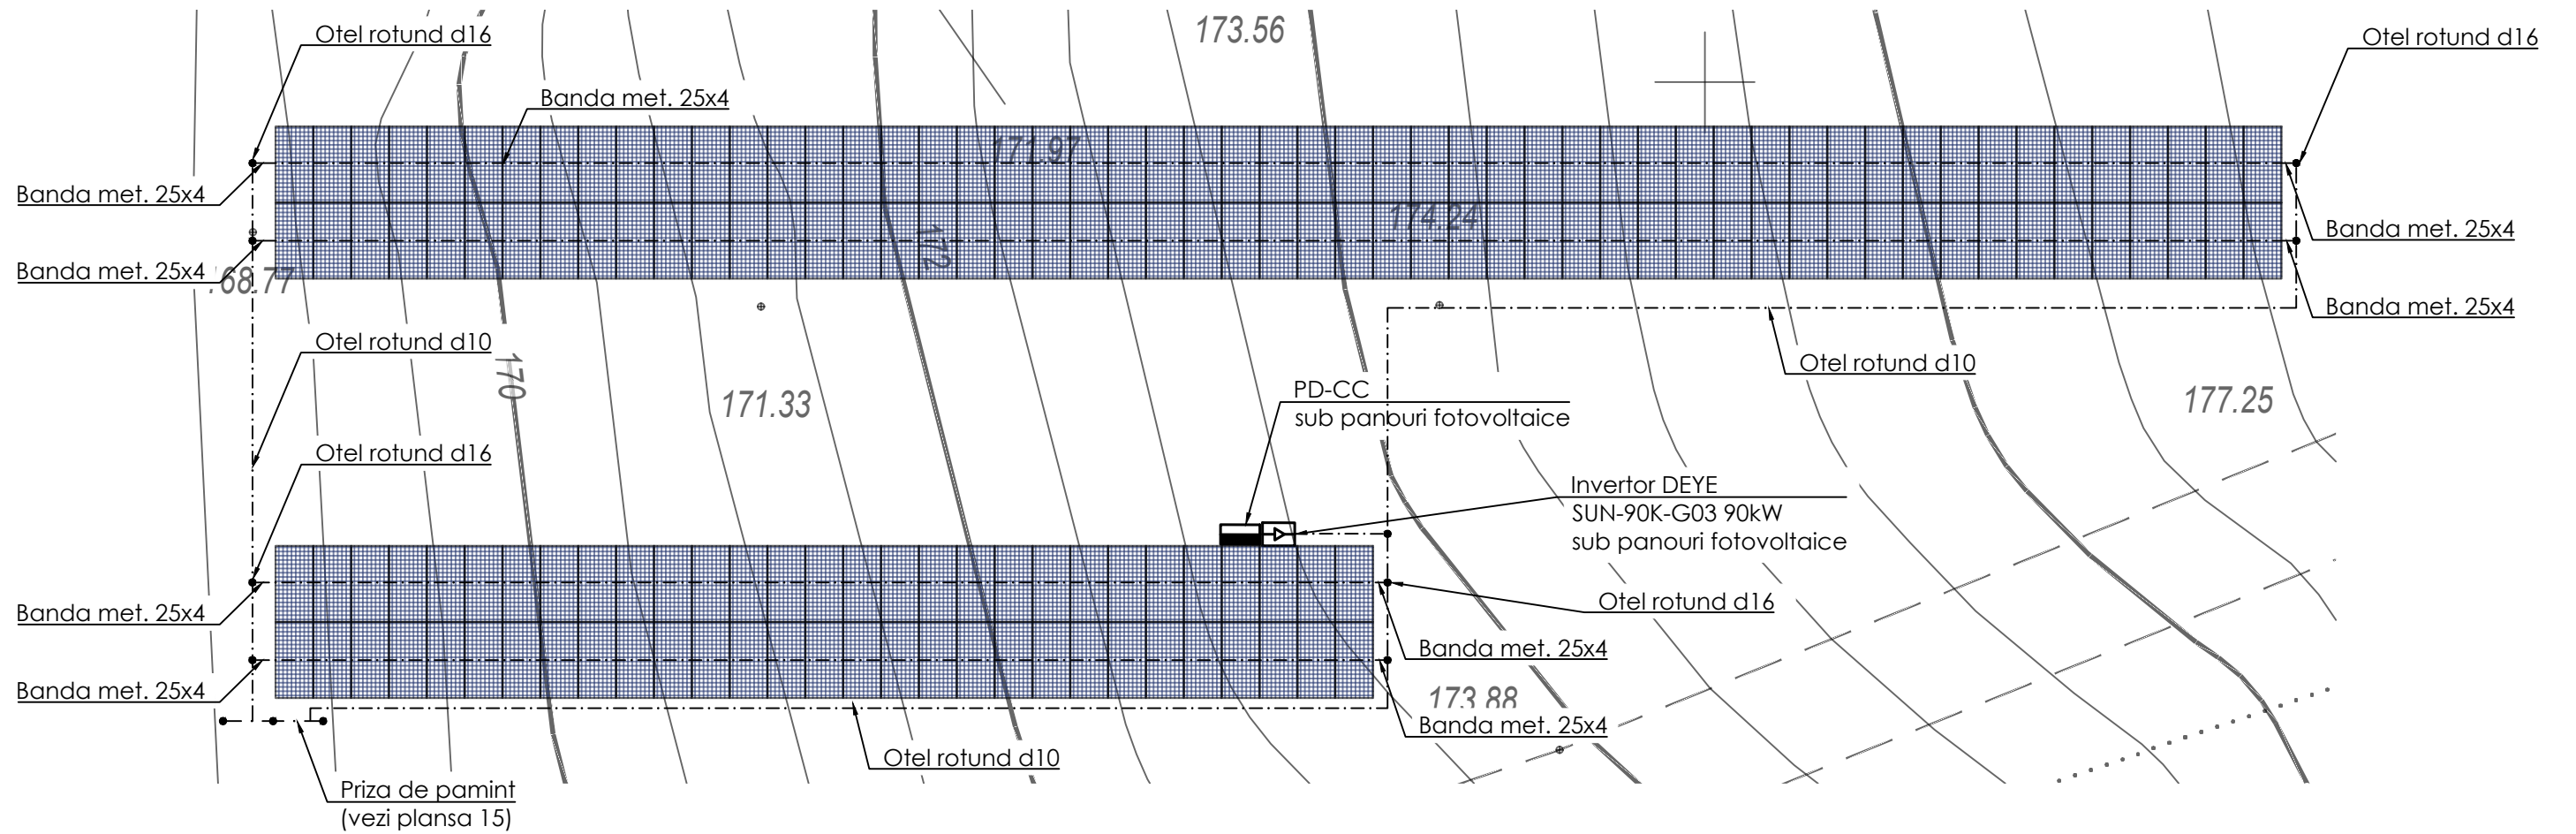 173.56
Otel rotund d16
Otel rotund d16
Banda met. 25x4
171.97
Banda met. 25x4
174.24
Banda met. 25x4
172
Banda met. 25x4
68.77
Banda met. 25x4
Otel rotund d10
Otel rotund d10
170
171.33
PD-CC
sub panouri fotovoltaice
177.25
Otel rotund d16
Invertor DEYE
SUN-90K-G03 90kW
sub panouri fotovoltaice
Banda met. 25x4
Otel rotund d16
Banda met. 25x4
Banda met. 25x4
173.88
Banda met. 25x4
Otel rotund d10
Priza de pamint
(vezi plansa 15)